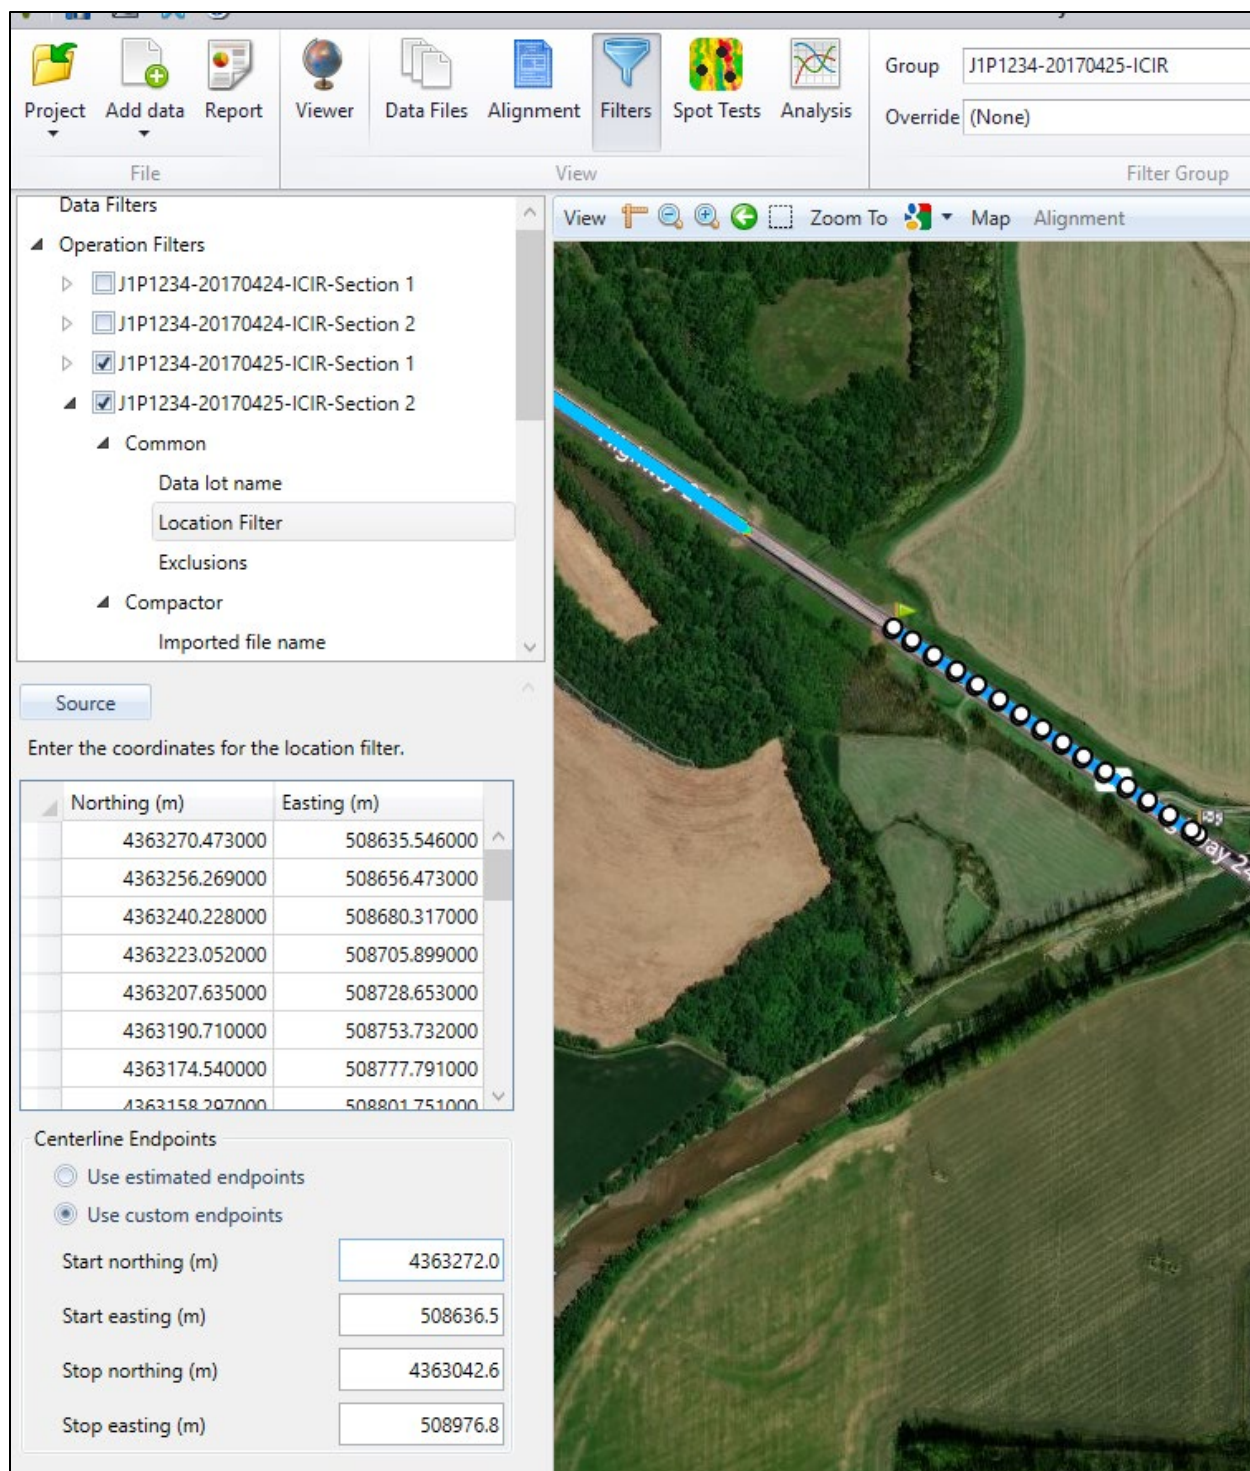 Project
Add data
Report
Viewer
Data Files
Alignment
Filters
Spot Tests
Analysis
Group J1P1234-20170425-ICIR
Override (None)
File
View
Filter Group
Data Filters
Operation Filters
J1P1234-20170424-ICIR-Section 1
J1P1234-20170424-ICIR-Section 2
J1P1234-20170425-ICIR-Section 1
J1P1234-20170425-ICIR-Section 2
Common
Data lot name
Location Filter
Exclusions
Compactor
Imported file name
View Zoom To Map Alignment
Source
Enter the coordinates for the location filter.
Northing (m) Easting (m)
4363270.473000 508635.546000
4363256.269000 508656.473000
4363240.228000 508680.317000
4363223.052000 508705.899000
4363207.635000 508728.653000
4363190.710000 508753.732000
4363174.540000 508777.791000
4363158.297000 508801.751000
Centerline Endpoints
Use estimated endpoints
Use custom endpoints
Start northing (m) 4363272.0
Start easting (m) 508636.5
Stop northing (m) 4363042.6
Stop easting (m) 508976.8